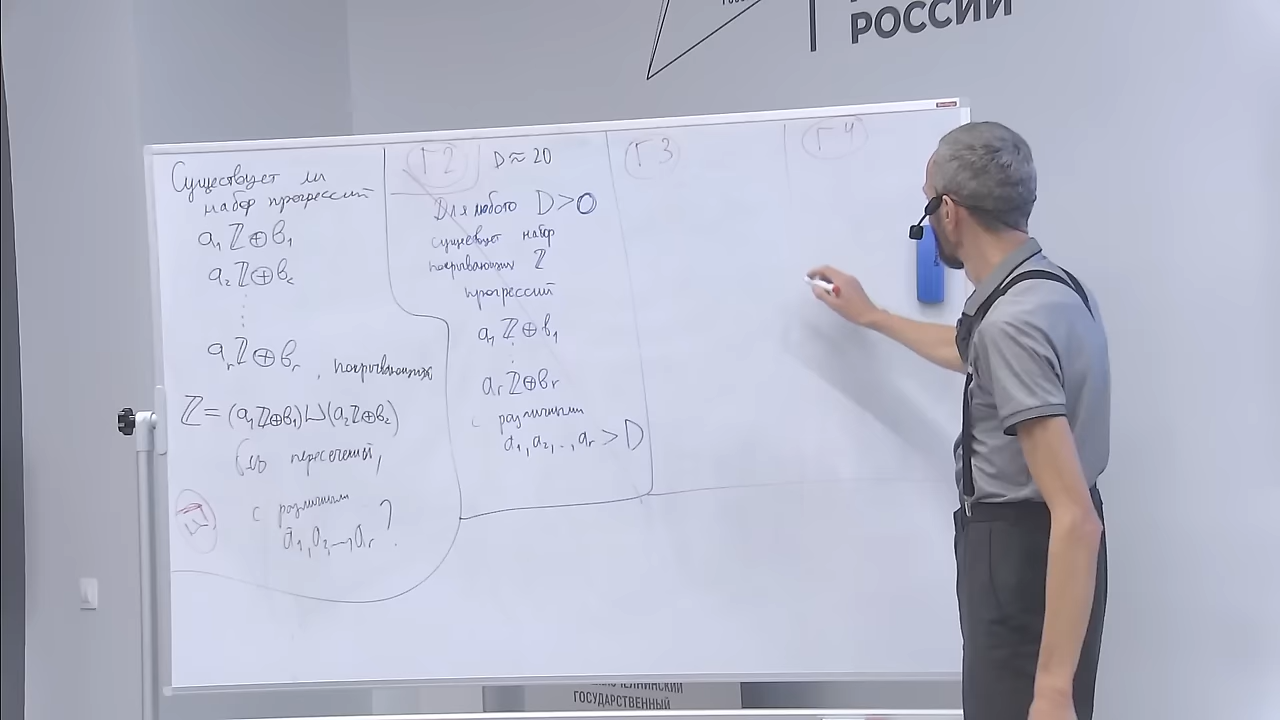 РОССИИ
Существует ли
набор прогрессий
a₁ℤ⊕b₁
a₂ℤ⊕b₂
⋮
aᵣℤ⊕bᵣ, покрывающих
ℤ=(a₁ℤ⊕b₁)⊔(a₂ℤ⊕b₂)
без пересечений,
с различными
a₁, a₂, ..., aᵣ ?
Г2 D≈20
Для любого D>0
существует набор
покрывающих ℤ
прогрессий
a₁ℤ⊕b₁
⋮
aᵣℤ⊕bᵣ
с различными
a₁, a₂, .., aᵣ > D
Г3
Г4
ГОСУДАРСТВЕННЫЙ